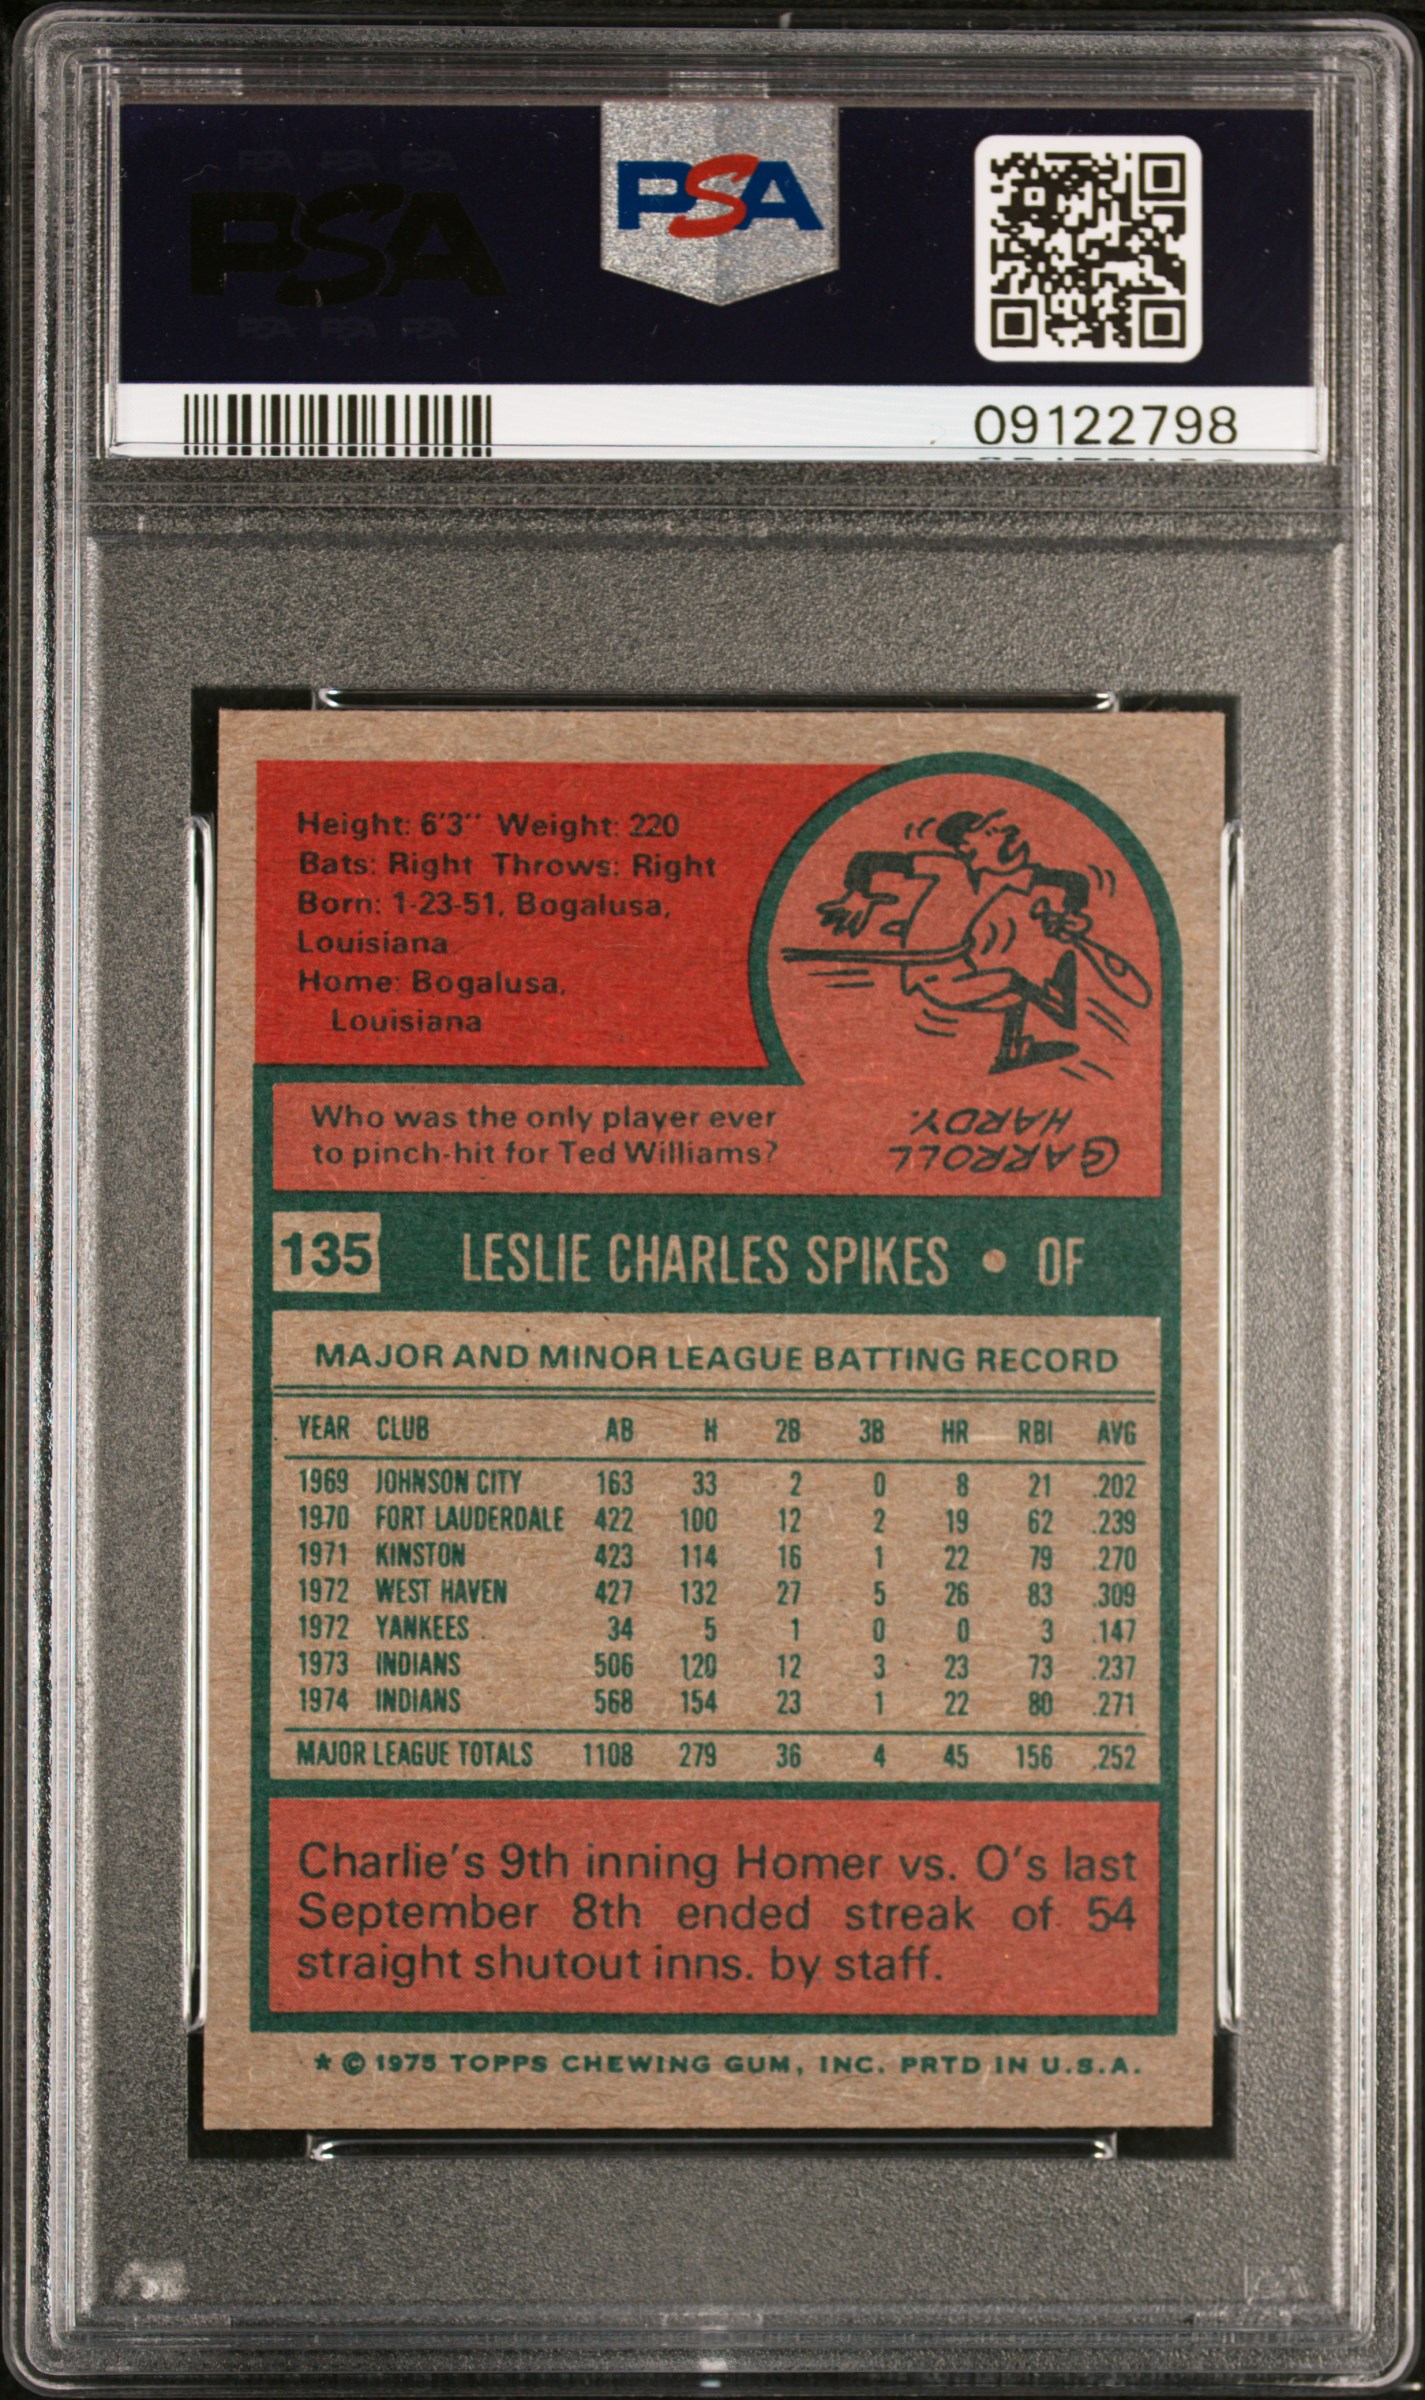 PSA PSA PSA
PSA
PSA PSA PSA
PSA
09122798
Height: 6'3" Weight: 220
Bats: Right Throws: Right
Born: 1-23-51, Bogalusa,
Louisiana
Home: Bogalusa,
Louisiana
Who was the only player ever
to pinch-hit for Ted Williams?
CARROLL
HARDY.
135 LESLIE CHARLES SPIKES • OF
MAJOR AND MINOR LEAGUE BATTING RECORD
YEAR CLUB AB H 2B 3B HR RBI AVG
1969 JOHNSON CITY 163 33 2 0 8 21 .202
1970 FORT LAUDERDALE 422 100 12 2 19 62 .239
1971 KINSTON 423 114 16 1 22 79 .270
1972 WEST HAVEN 427 132 27 5 26 83 .309
1972 YANKEES 34 5 1 0 0 3 .147
1973 INDIANS 506 120 12 3 23 73 .237
1974 INDIANS 568 154 23 1 22 80 .271
MAJOR LEAGUE TOTALS 1108 279 36 4 45 156 .252
Charlie's 9th inning Homer vs. O's last
September 8th ended streak of 54
straight shutout inns. by staff.
★ © 1975 TOPPS CHEWING GUM, INC. PRTD IN U.S.A.